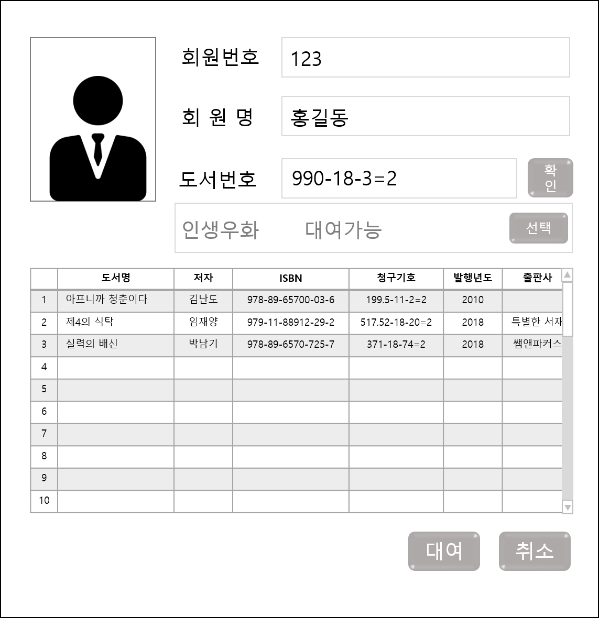 회원번호 123
회 원 명 홍길동
도서번호 990-18-3=2 확인
인생우화 대여가능 선택
도서명 저자 ISBN 청구기호 발행년도 출판사
1 아프니까 청춘이다 김난도 978-89-65700-03-6 199.5-11-2=2 2010
2 제4의 식탁 임재양 979-11-88912-29-2 517.52-18-20=2 2018 특별한 서재
3 실력의 배신 박남기 978-89-6570-725-7 371-18-74=2 2018 쌤앤파커스
4
5
6
7
8
9
10
대여 취소